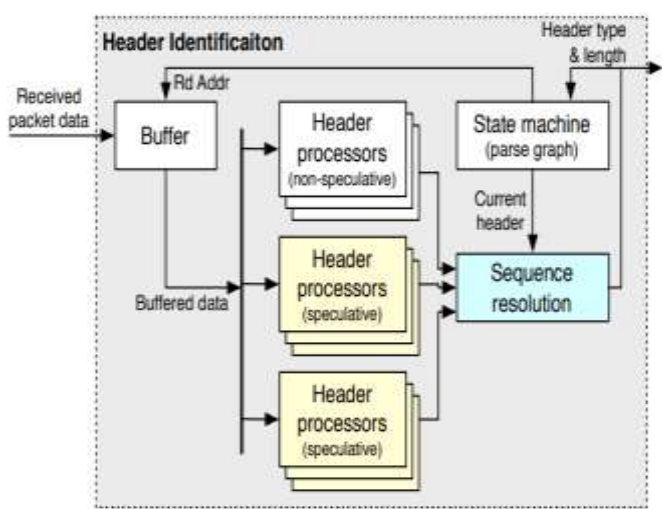 Header Identificaiton
Header type
& length
Rd Addr
Received
packet data
Buffer
Header
processors
(non-speculative)
State machine
(parse graph)
Current
header
Header
processors
(speculative)
Sequence
resolution
Buffered data
Header
processors
(speculative)